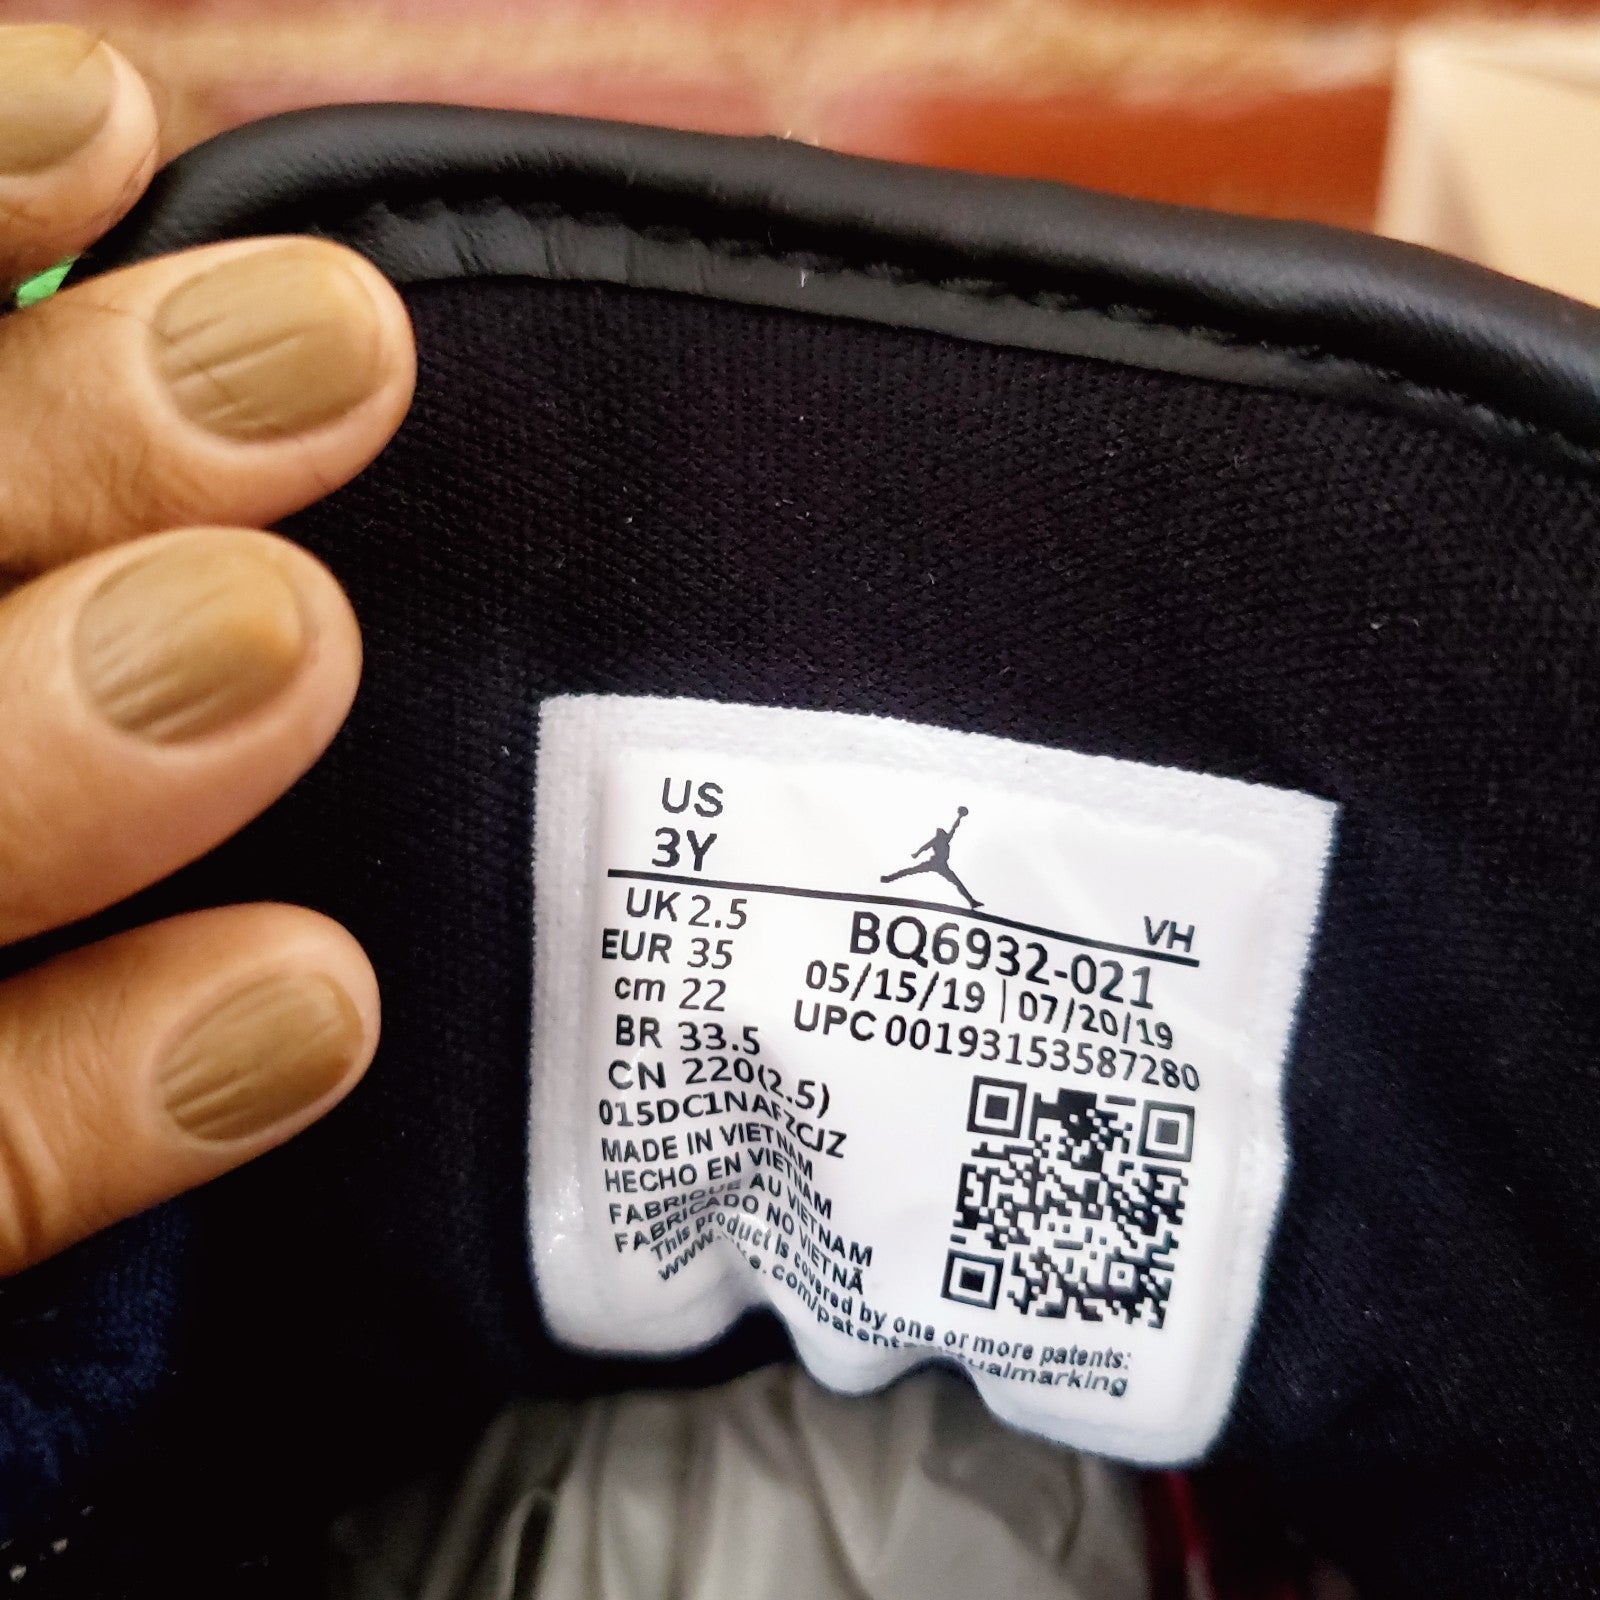 US
3Y
VH
UK 2.5
EUR 35
cm 22
BR 33.5
CN 220(2.5)
BQ6932-021
05/15/19 | 07/20/19
UPC 00193153587280
015DC1NAFZCJZ
MADE IN VIETNAM
HECHO EN VIETNAM
FABRIQUE AU VIETNAM
FABRICADO NO VIETNÃ
This product is covered by one or more patents: